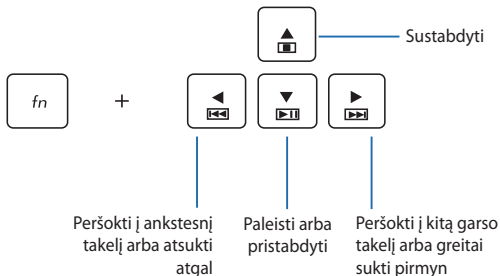 Sustabdyti
fn +
Peršokti į ankstesnį
takelį arba atsukti
atgal
Paleisti arba
pristabdyti
Peršokti į kitą garso
takelį arba greitai
sukti pirmyn